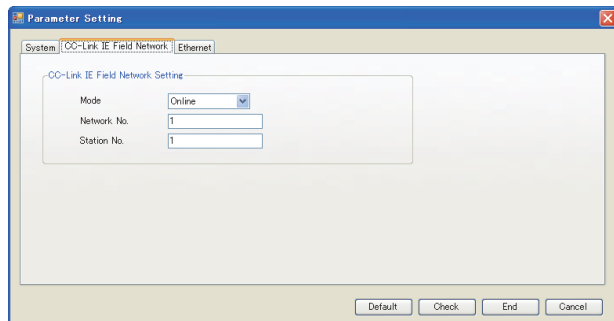 Parameter Setting
System CC-Link IE Field Network Ethernet
CC-Link IE Field Network Setting
Mode Online
Network No. 1
Station No. 1
Default Check End Cancel